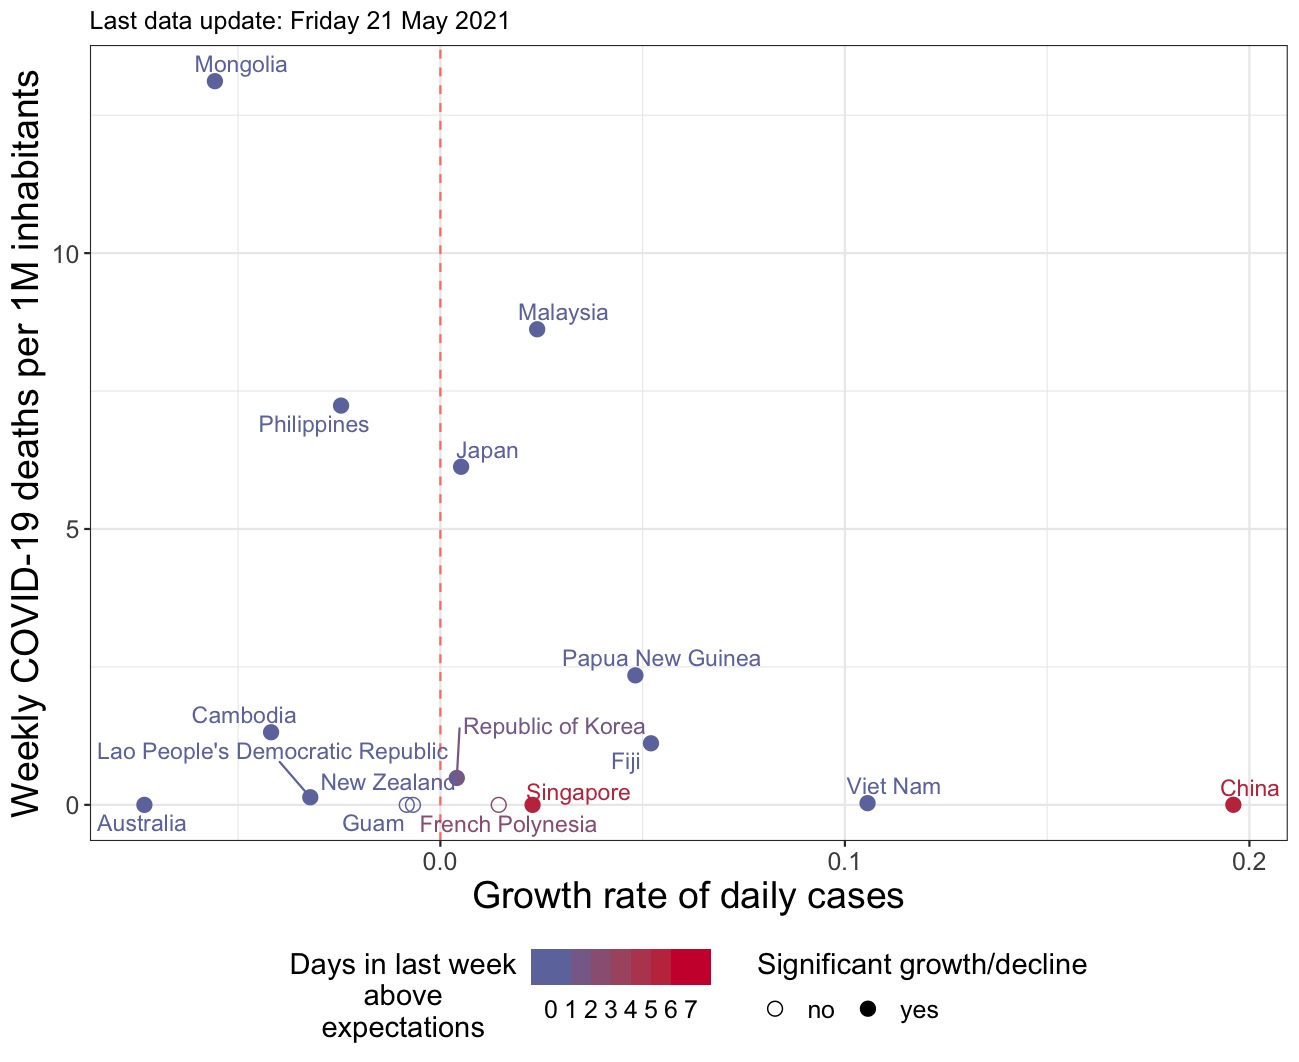 Last data update: Friday 21 May 2021
Weekly COVID-19 deaths per 1M inhabitants
10
5
0
Mongolia
Malaysia
Philippines
Japan
Papua New Guinea
Cambodia
Republic of Korea
Lao People's Democratic Republic
Fiji
New Zealand
Singapore
Viet Nam
China
Australia
Guam
French Polynesia
0.0
0.1
0.2
Growth rate of daily cases
Days in last week
above
expectations
0 1 2 3 4 5 6 7
Significant growth/decline
no
yes